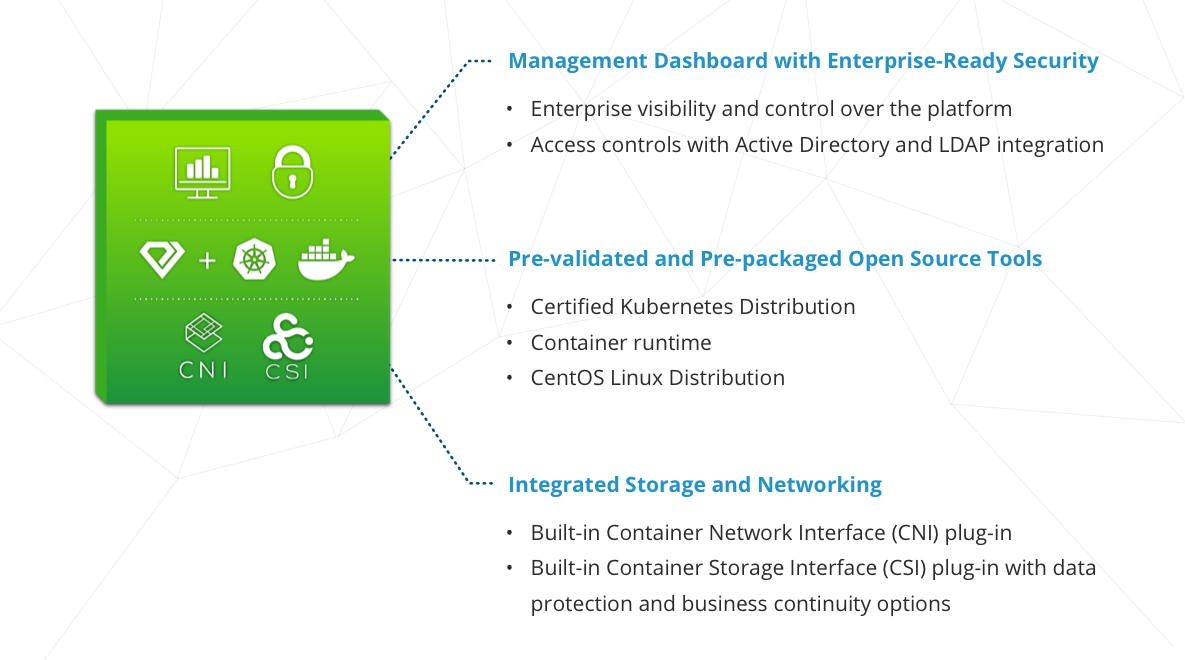 Management Dashboard with Enterprise-Ready Security
• Enterprise visibility and control over the platform
• Access controls with Active Directory and LDAP integration
+
Pre-validated and Pre-packaged Open Source Tools
• Certified Kubernetes Distribution
• Container runtime
• CentOS Linux Distribution
CNI
CSI
Integrated Storage and Networking
• Built-in Container Network Interface (CNI) plug-in
• Built-in Container Storage Interface (CSI) plug-in with data
protection and business continuity options